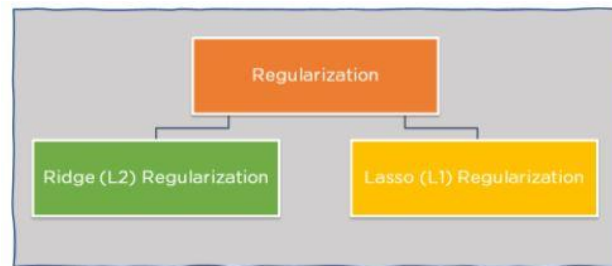 Regularization
Ridge (L2) Regularization
Lasso (L1) Regularization